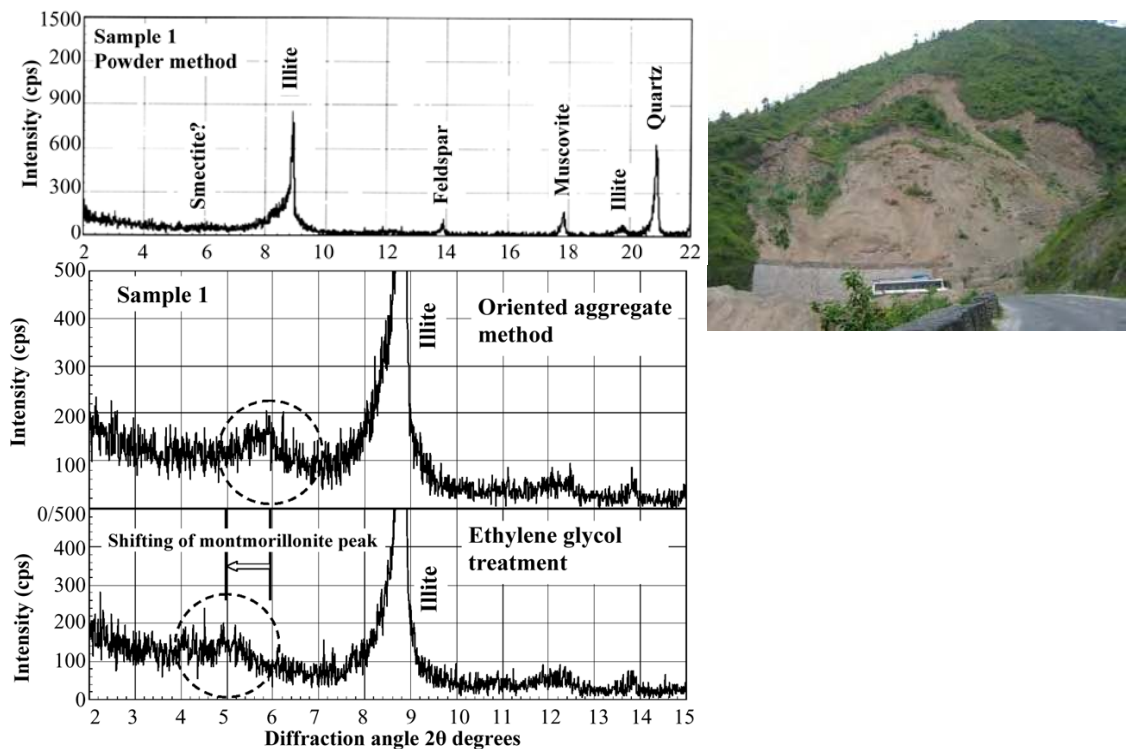 1500
1200
900
600
300
0
Intensity (cps)
Sample 1
Powder method
Smectite?
Illite
Feldspar
Muscovite
Illite
Quartz
2 4 6 8 10 12 14 16 18 20 22
500
400
300
200
100
Intensity (cps)
Sample 1
Oriented aggregate
method
Illite
0/500
400
300
200
100
0
Intensity (cps)
Shifting of montmorillonite peak
Ethylene glycol
treatment
Illite
2 3 4 5 6 7 8 9 10 11 12 13 14 15
Diffraction angle 2θ degrees